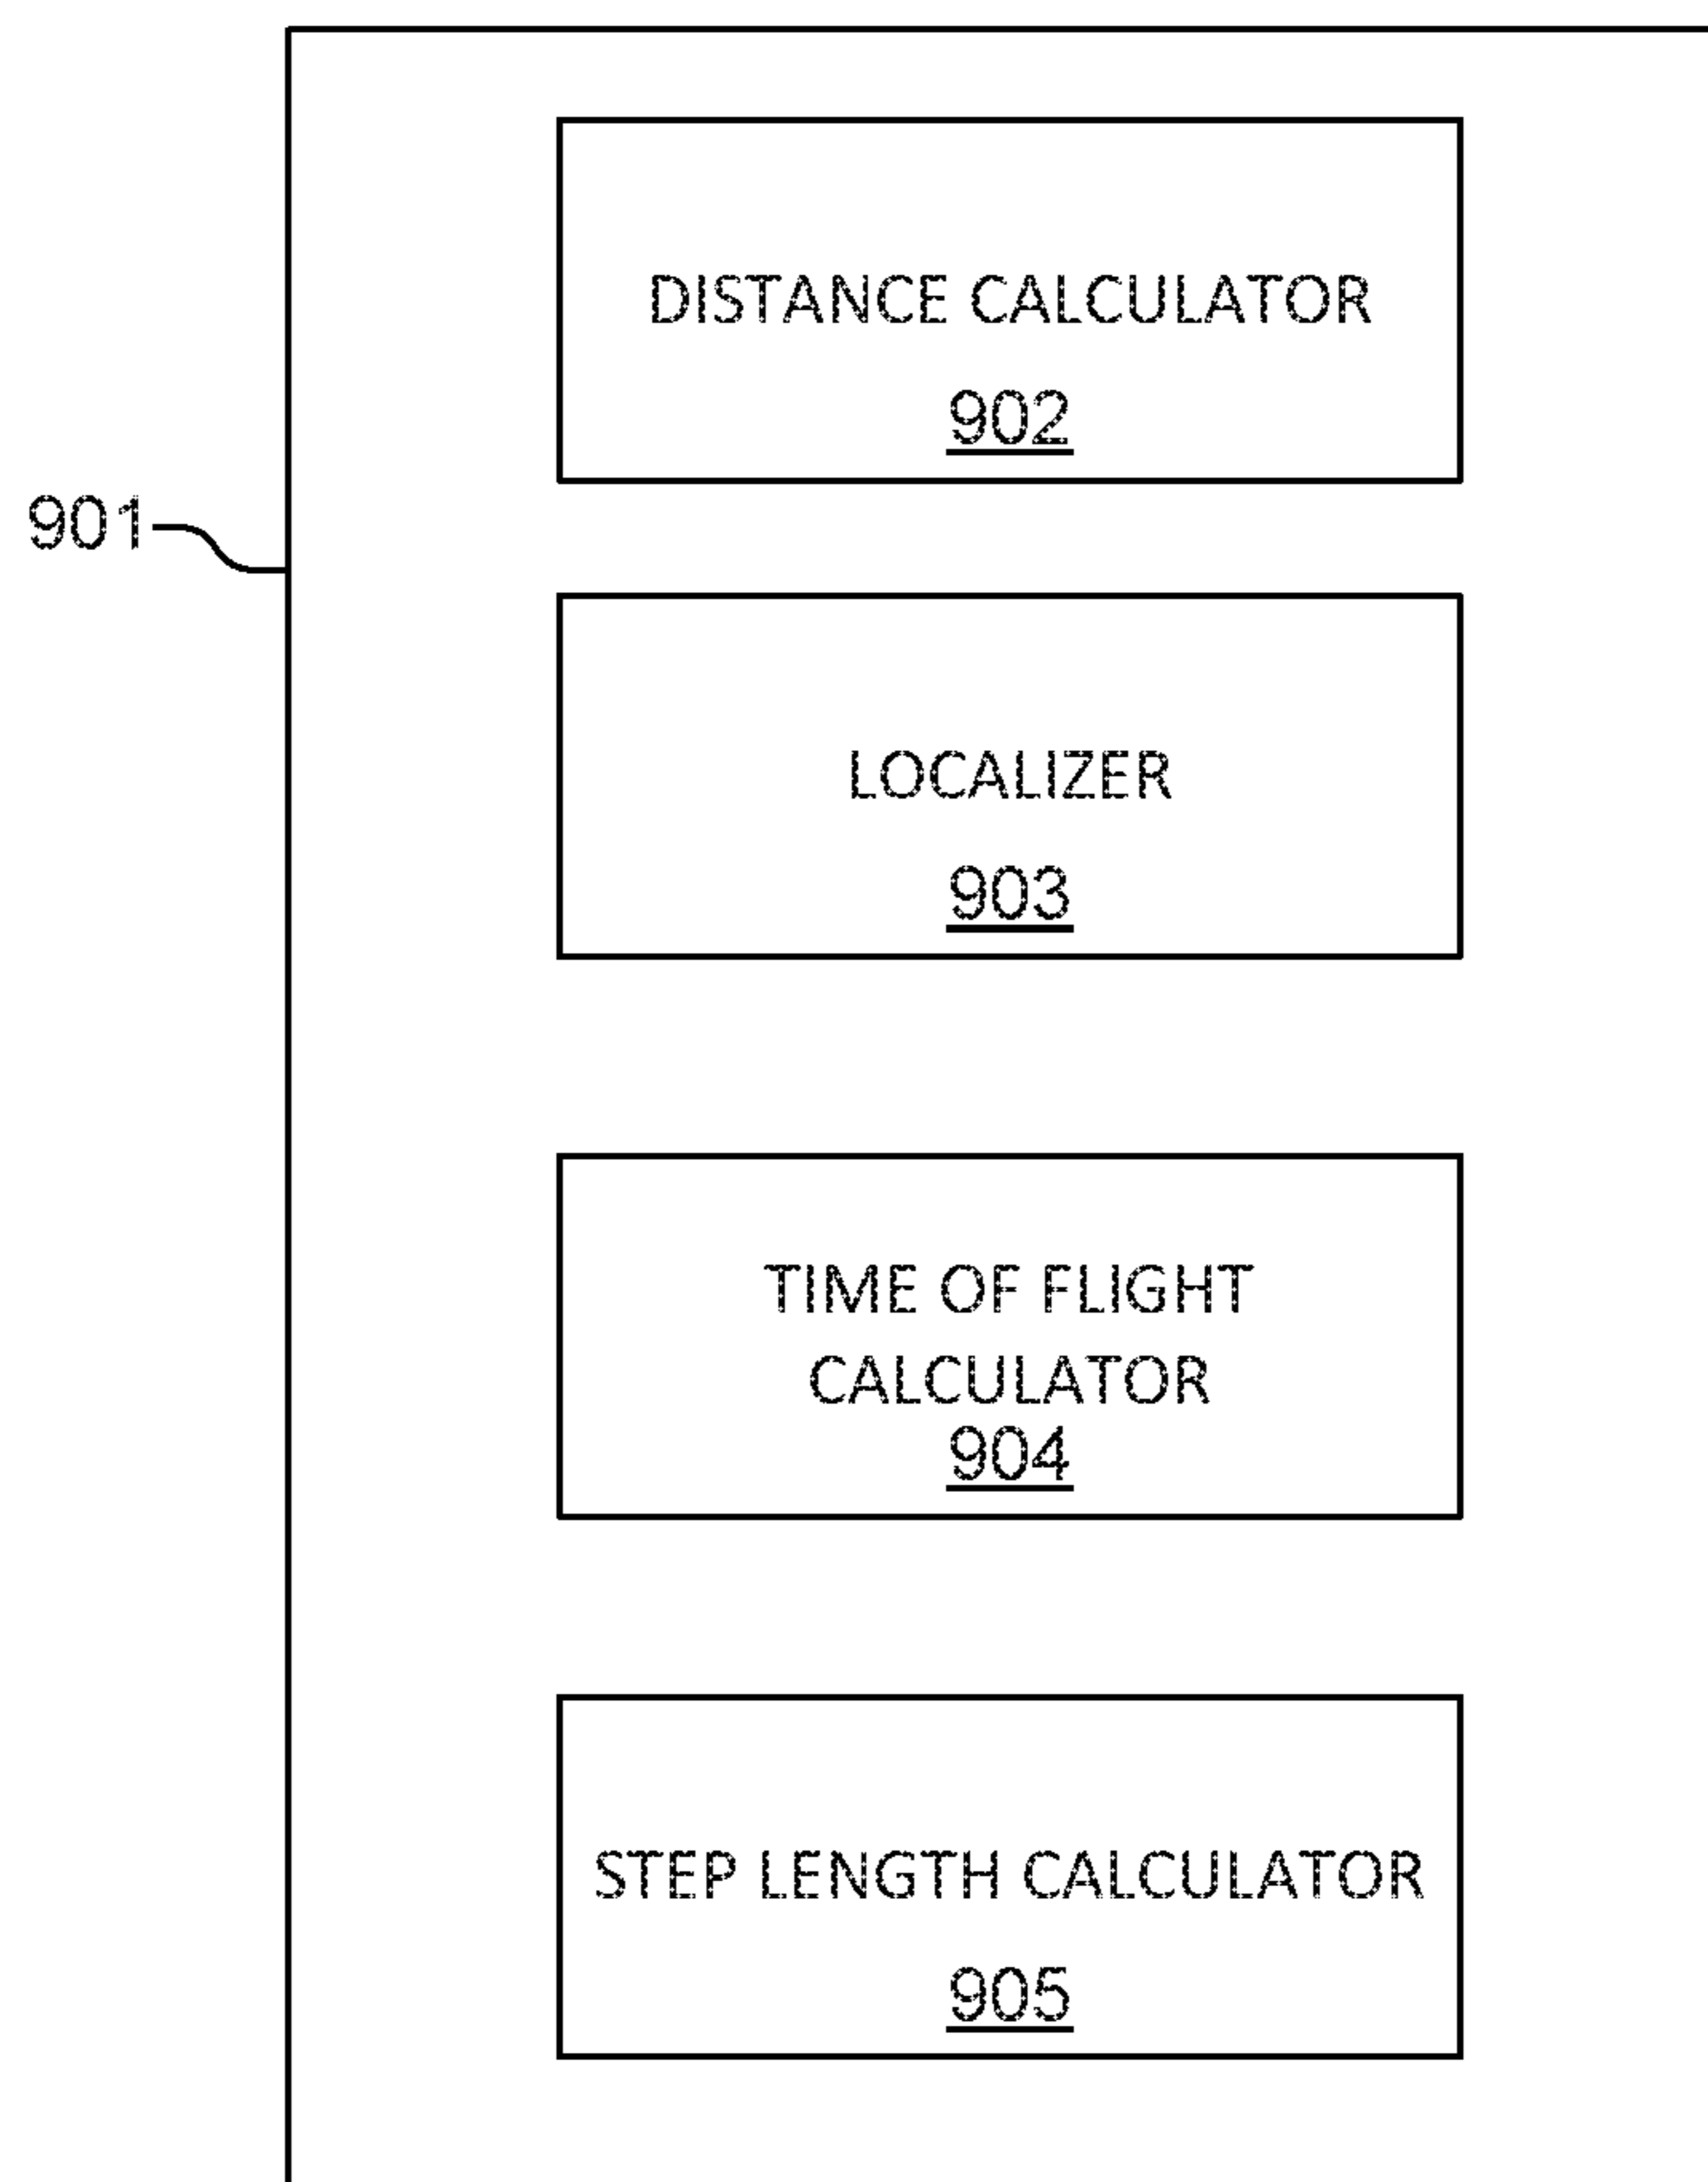 DISTANCE CALCULATOR
902
901
LOCALIZER
903
TIME OF FLIGHT
CALCULATOR
904
STEP LENGTH CALCULATOR
905